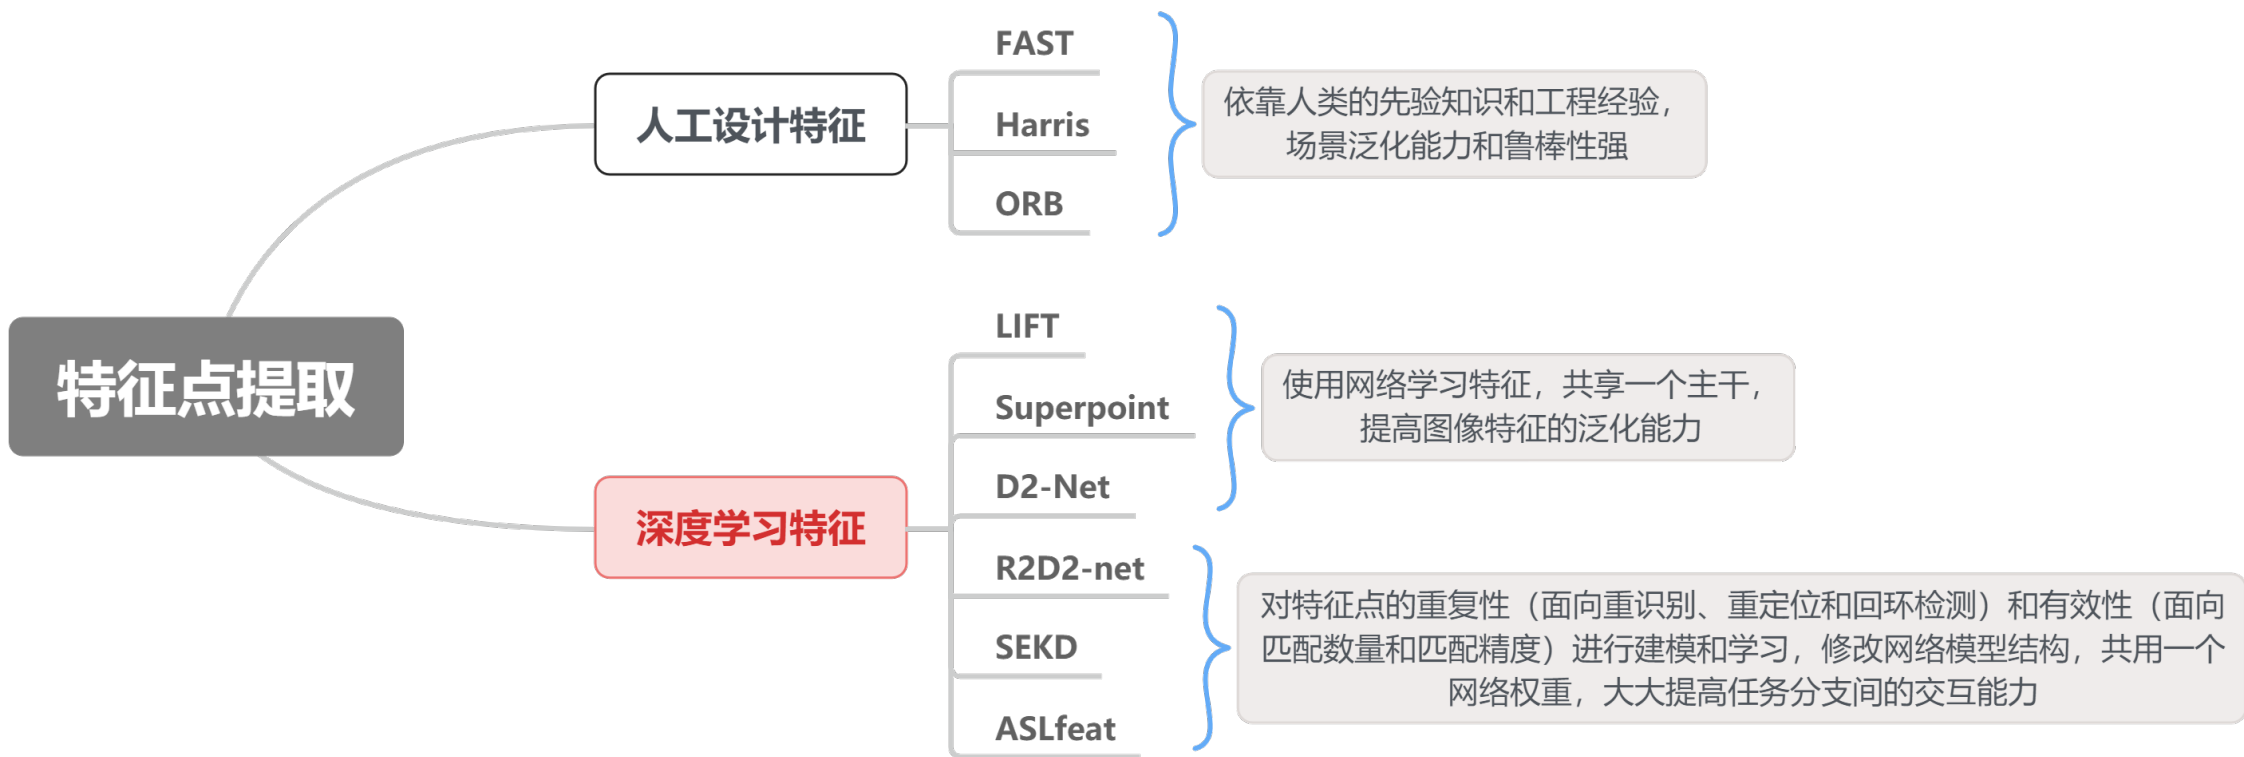 特征点提取
人工设计特征
FAST
Harris
ORB
依靠人类的先验知识和工程经验，
场景泛化能力和鲁棒性强
深度学习特征
LIFT
Superpoint
D2-Net
使用网络学习特征，共享一个主干，
提高图像特征的泛化能力
R2D2-net
SEKD
ASLfeat
对特征点的重复性（面向重识别、重定位和回环检测）和有效性（面向
匹配数量和匹配精度）进行建模和学习，修改网络模型结构，共用一个
网络权重，大大提高任务分支间的交互能力